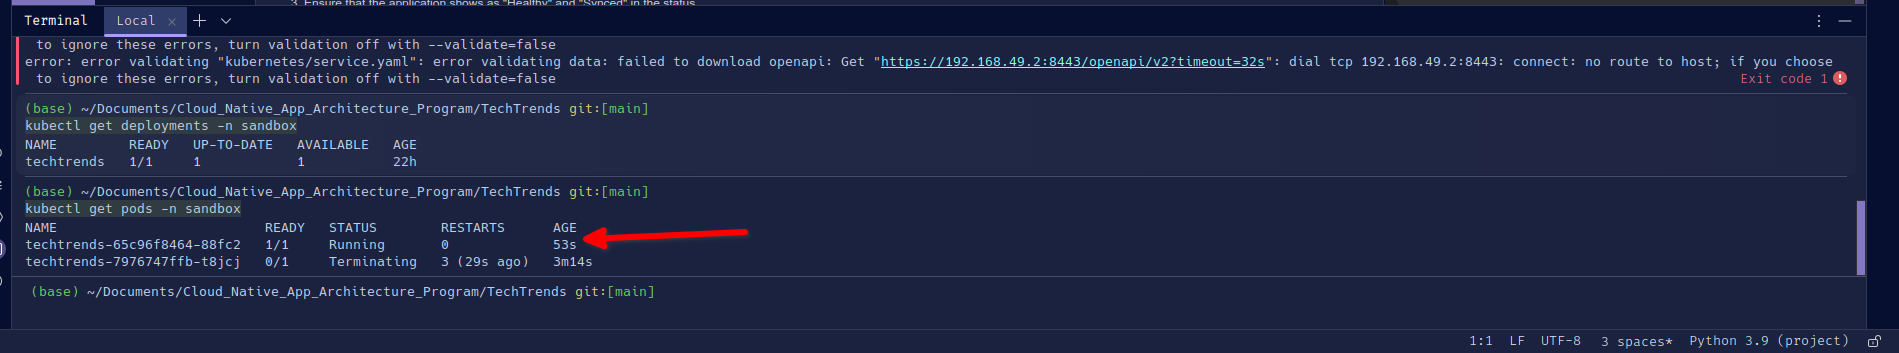 3. Ensure that the application shows as "Healthy" and "Synced" in the status
Terminal Local
to ignore these errors, turn validation off with --validate=false
error: error validating "kubernetes/service.yaml": error validating data: failed to download openapi: Get "https://192.168.49.2:8443/openapi/v2?timeout=32s": dial tcp 192.168.49.2:8443: connect: no route to host; if you choose
to ignore these errors, turn validation off with --validate=false
Exit code 1
(base) ~/Documents/Cloud_Native_App_Architecture_Program/TechTrends git:[main]
kubectl get deployments -n sandbox
NAME READY UP-TO-DATE AVAILABLE AGE
techtrends 1/1 1 1 22h
(base) ~/Documents/Cloud_Native_App_Architecture_Program/TechTrends git:[main]
kubectl get pods -n sandbox
NAME READY STATUS RESTARTS AGE
techtrends-65c96f8464-88fc2 1/1 Running 0 53s
techtrends-7976747ffb-t8jcj 0/1 Terminating 3 (29s ago) 3m14s
(base) ~/Documents/Cloud_Native_App_Architecture_Program/TechTrends git:[main]
1:1 LF UTF-8 3 spaces* Python 3.9 (project)